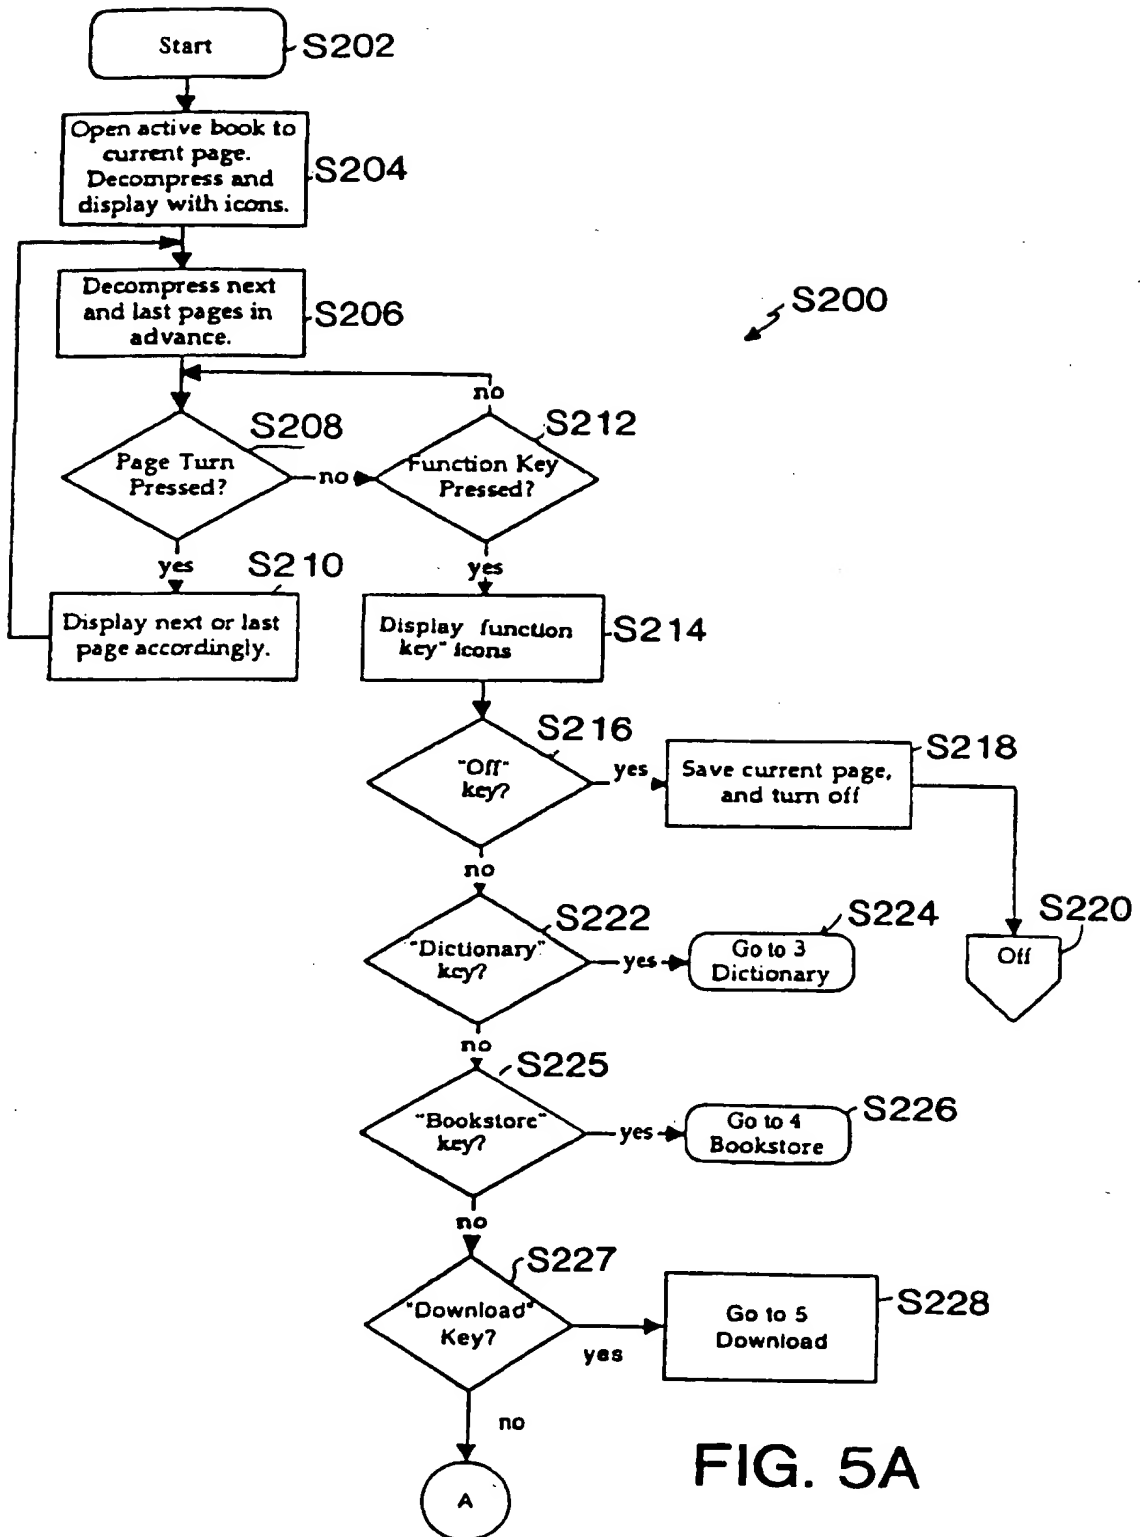 Start
S202
Open active book to
current page.
Decompress and
display with icons.
S204
Decompress next
and last pages in
advance.
S206
S200
no
Page Turn
Pressed?
S208
no
Function Key
Pressed?
S212
yes
S210
yes
Display next or last
page accordingly.
Display function
key" icons
S214
"Off"
key?
S216
yes
Save current page,
and turn off
S218
no
"Dictionary"
key?
S222
yes
Go to 3
Dictionary
S224
Off
S220
no
"Bookstore"
key?
S225
yes
Go to 4
Bookstore
S226
no
"Download"
Key?
S227
yes
Go to 5
Download
S228
no
A
FIG. 5A